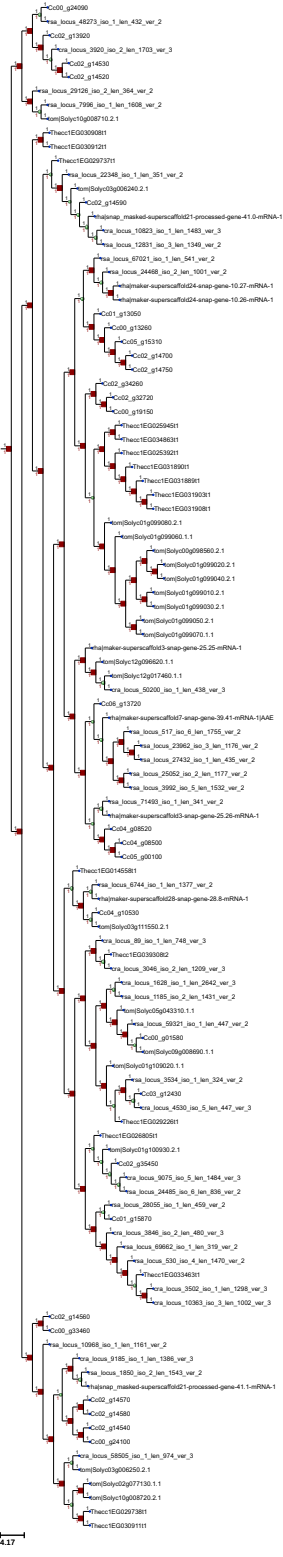 Cc00_g24090
rsa_locus_48273_iso_1_len_432_ver_2
Cc02_g13920
cra_locus_3920_iso_2_len_1703_ver_3
Cc02_g14530
Cc02_g14520
rsa_locus_29126_iso_2_len_364_ver_2
rsa_locus_7996_iso_1_len_1608_ver_2
tom|Solyc10g008710.2.1
Thecc1EG030908t1
Thecc1EG030912t1
Thecc1EG029737t1
rsa_locus_22348_iso_1_len_351_ver_2
tom|Solyc03g006240.2.1
Cc02_g14590
rha|snap_masked-superscaffold21-processed-gene-41.0-mRNA-1
cra_locus_10823_iso_1_len_1483_ver_3
rsa_locus_12831_iso_3_len_1349_ver_2
rsa_locus_67021_iso_1_len_541_ver_2
rsa_locus_24468_iso_2_len_1001_ver_2
rha|maker-superscaffold24-snap-gene-10.27-mRNA-1
rha|maker-superscaffold24-snap-gene-10.26-mRNA-1
Cc01_g13050
Cc00_g13260
Cc05_g15310
Cc02_g14700
Cc02_g14750
Cc02_g34260
Cc02_g32720
Cc00_g19150
Thecc1EG025945t1
Thecc1EG034863t1
Thecc1EG025392t1
Thecc1EG031890t1
Thecc1EG031889t1
Thecc1EG031903t1
Thecc1EG031908t1
tom|Solyc01g099080.2.1
tom|Solyc01g099060.1.1
tom|Solyc00g098560.2.1
tom|Solyc01g099020.2.1
tom|Solyc01g099040.2.1
tom|Solyc01g099010.2.1
tom|Solyc01g099030.2.1
tom|Solyc01g099050.2.1
tom|Solyc01g099070.1.1
rha|maker-superscaffold3-snap-gene-25.25-mRNA-1
tom|Solyc12g096620.1.1
tom|Solyc12g017460.1.1
cra_locus_50200_iso_1_len_438_ver_3
Cc06_g13720
rha|maker-superscaffold7-snap-gene-39.41-mRNA-1|AAE
rsa_locus_517_iso_6_len_1755_ver_2
rsa_locus_23962_iso_3_len_1176_ver_2
rsa_locus_27432_iso_1_len_435_ver_2
rsa_locus_25052_iso_2_len_1177_ver_2
rsa_locus_3992_iso_5_len_1532_ver_2
rsa_locus_71493_iso_1_len_341_ver_2
rha|maker-superscaffold3-snap-gene-25.26-mRNA-1
Cc04_g08520
Cc04_g08500
Cc05_g00100
Thecc1EG014558t1
rsa_locus_6744_iso_1_len_1377_ver_2
rha|maker-superscaffold28-snap-gene-28.8-mRNA-1
Cc04_g10530
tom|Solyc03g111550.2.1
cra_locus_89_iso_1_len_748_ver_3
Thecc1EG039308t2
cra_locus_3046_iso_2_len_1209_ver_3
cra_locus_1628_iso_1_len_2642_ver_3
rsa_locus_1185_iso_2_len_1431_ver_2
tom|Solyc05g043310.1.1
rsa_locus_59321_iso_1_len_447_ver_2
Cc00_g01580
tom|Solyc09g008690.1.1
tom|Solyc01g109020.1.1
rsa_locus_3534_iso_1_len_324_ver_2
Cc03_g12430
cra_locus_4530_iso_5_len_447_ver_3
Thecc1EG029226t1
Thecc1EG026805t1
tom|Solyc01g100930.2.1
Cc02_g35450
cra_locus_9075_iso_5_len_1484_ver_3
rsa_locus_24485_iso_6_len_836_ver_2
rsa_locus_28055_iso_1_len_459_ver_2
Cc01_g15870
cra_locus_3846_iso_2_len_480_ver_3
rsa_locus_69662_iso_1_len_319_ver_2
rsa_locus_530_iso_4_len_1470_ver_2
Thecc1EG033463t1
cra_locus_3502_iso_1_len_1298_ver_3
cra_locus_10363_iso_3_len_1002_ver_3
Cc02_g14560
Cc00_g33460
rsa_locus_10968_iso_1_len_1161_ver_2
cra_locus_9185_iso_1_len_1386_ver_3
rsa_locus_1850_iso_2_len_1543_ver_2
rha|snap_masked-superscaffold21-processed-gene-41.1-mRNA-1
Cc02_g14570
Cc02_g14580
Cc02_g14540
Cc00_g24100
cra_locus_58505_iso_1_len_974_ver_3
tom|Solyc03g006250.2.1
tom|Solyc02g077130.1.1
tom|Solyc10g008720.2.1
Thecc1EG029738t1
Thecc1EG030911t1
4.17